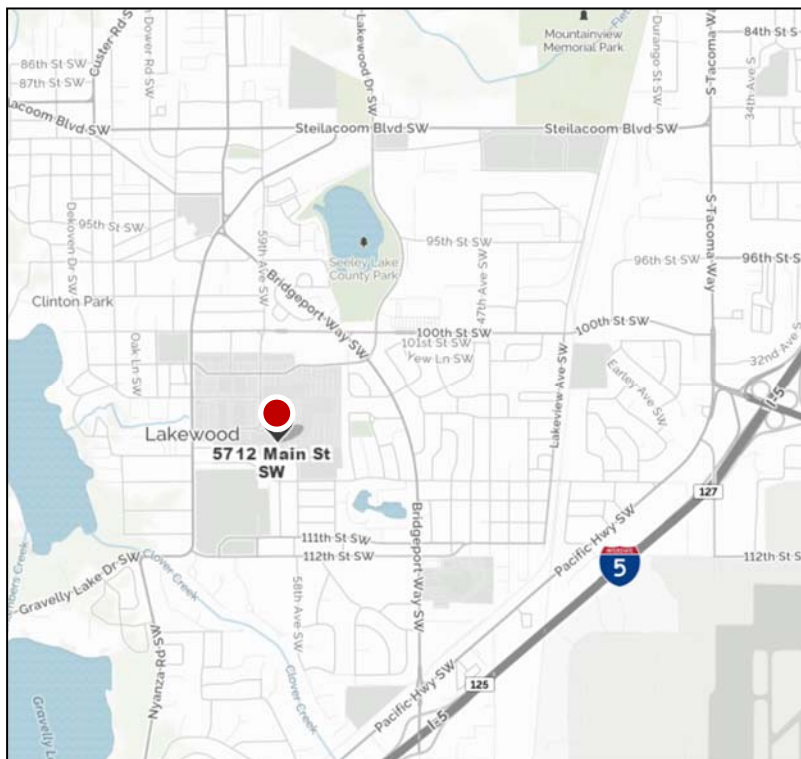 Mountainview
Memorial Park
84th St S
Custer Rd SW
Dower Rd SW
Lakewood Dr SW
Durango St SW
S Tacoma W
34th Ave S
86th St SW
87th St SW
lacoom Blvd SW
Steilacoom Blvd SW
Steilacoom Blvd SW
Dekoven Dr SW
95th St SW
59th Ave SW
Seeley Lake
County Park
95th St SW
47th Ave SW
S Tacoma Way
96th St SW
96th St S
Clinton Park
Bridgeport Way SW
100th St SW
100th St SW
101st St SW
Yew Ln SW
Oak Ln SW
Lakeview Ave SW
Earley Ave SW
32nd Ave S
I-5
Lakewood
5712 Main St
SW
127
Bridgeport Way SW
Pacific Hwy SW
111th St SW
112th St SW
INTERSTATE
5
112th St S
mbers Creek
Clover Creek
Gravelly Lake Dr SW
58th Ave SW
Nyanza Rd SW
Clover Creek
Pacific Hwy SW
125
I-5
Gravelly L